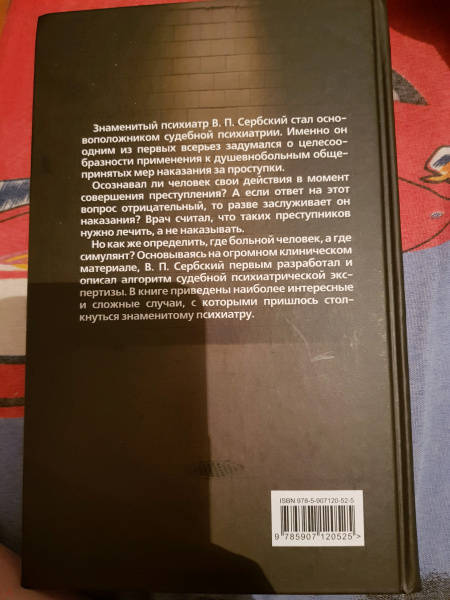 Знаменитый психиатр В. П. Сербский стал осно-
воположником судебной психиатрии. Именно он
одним из первых всерьез задумался о целесоо-
бразности применения к душевнобольным обще-
принятых мер наказания за проступки.
Осознавал ли человек свои действия в момент
совершения преступления? А если ответ на этот
вопрос отрицательный, то разве заслуживает он
наказания? Врач считал, что таких преступников
нужно лечить, а не наказывать.
Но как же определить, где больной человек, а где
симулянт? Основываясь на огромном клиническом
материале, В. П. Сербский первым разработал и
описал алгоритм судебной психиатрической экс-
пертизы. В книге приведены наиболее интересные
и сложные случаи, с которыми пришлось стол-
кнуться знаменитому психиатру.
ISBN 978-5-907120-52-5
9 785907 120525